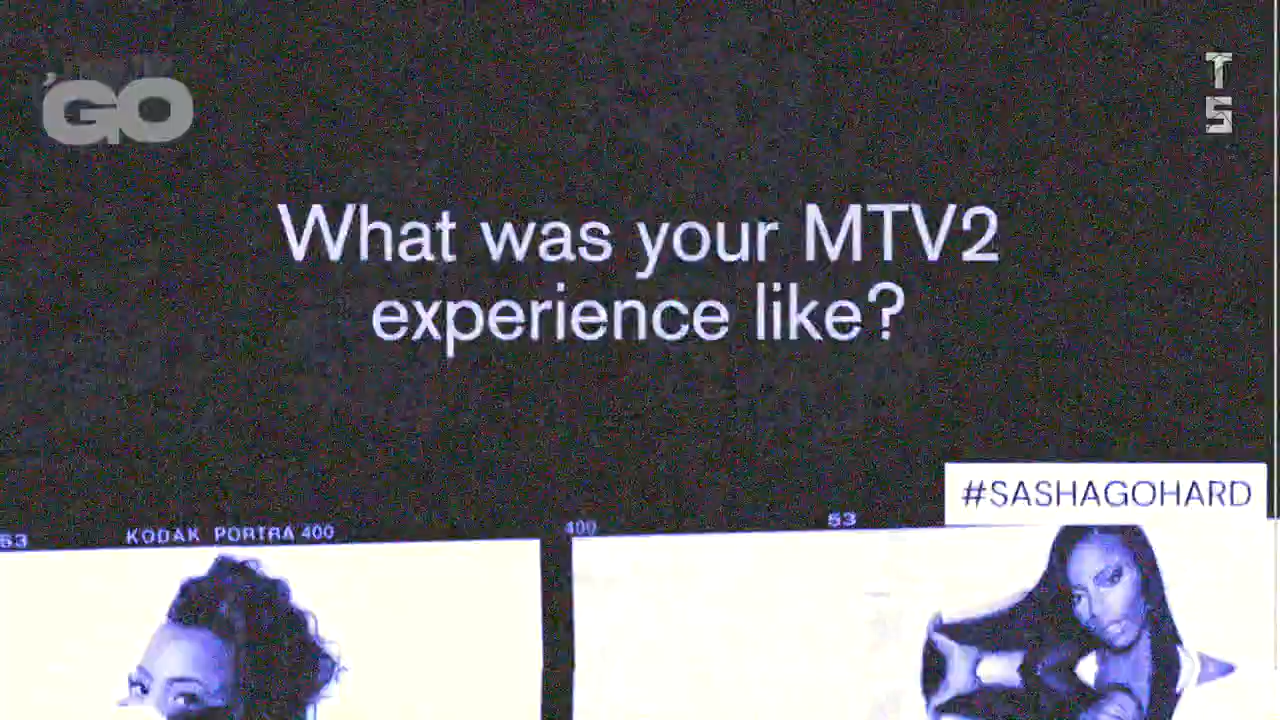 'GO
T
S
What was your MTV2
experience like?
#SASHAGOHARD
53
KODAK PORTRA 400
400
53